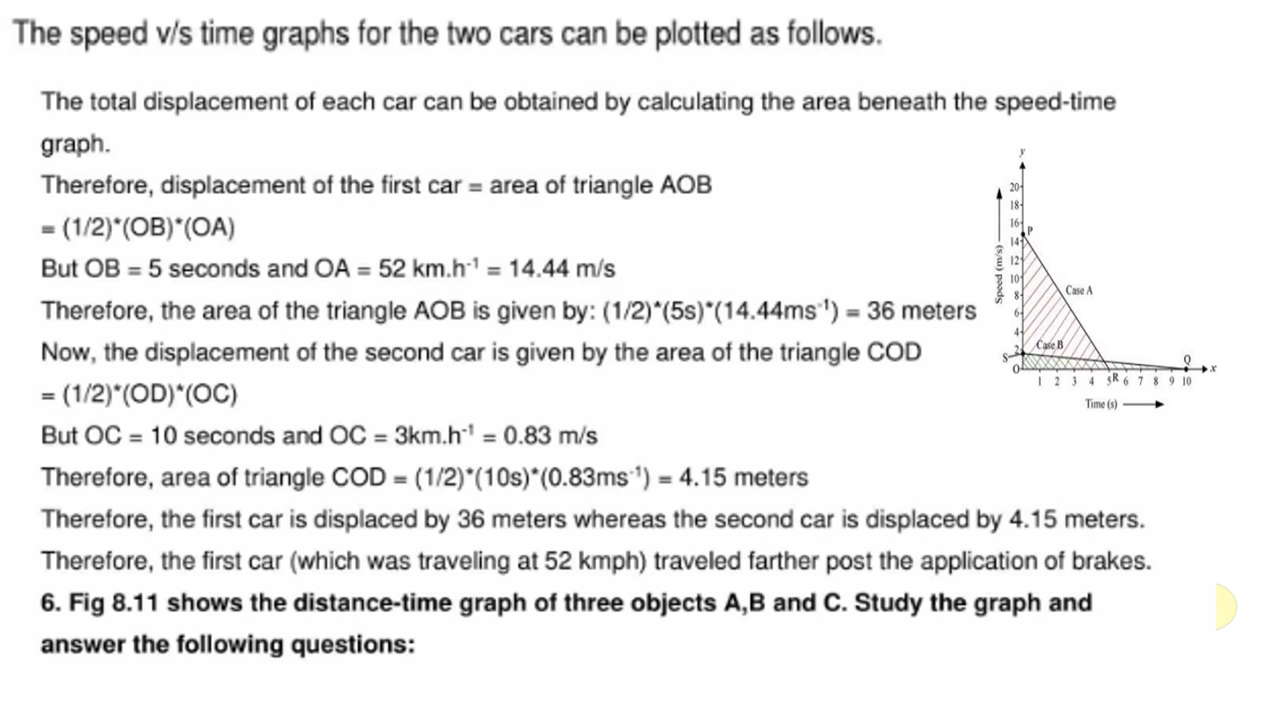 The speed v/s time graphs for the two cars can be plotted as follows.
The total displacement of each car can be obtained by calculating the area beneath the speed-time
graph.
Therefore, displacement of the first car = area of triangle AOB
= (1/2)*(OB)*(OA)
But OB = 5 seconds and OA = 52 km.h⁻¹ = 14.44 m/s
Therefore, the area of the triangle AOB is given by: (1/2)*(5s)*(14.44ms⁻¹) = 36 meters
Now, the displacement of the second car is given by the area of the triangle COD
= (1/2)*(OD)*(OC)
But OC = 10 seconds and OC = 3km.h⁻¹ = 0.83 m/s
Therefore, area of triangle COD = (1/2)*(10s)*(0.83ms⁻¹) = 4.15 meters
Therefore, the first car is displaced by 36 meters whereas the second car is displaced by 4.15 meters.
Therefore, the first car (which was traveling at 52 kmph) traveled farther post the application of brakes.
6. Fig 8.11 shows the distance-time graph of three objects A,B and C. Study the graph and
answer the following questions:
y
20
18
16
P
14
12
10
8
6
4
2
S
O
Speed (m/s)
Case A
Case B
Q
x
1 2 3 4 5R 6 7 8 9 10
Time (s)